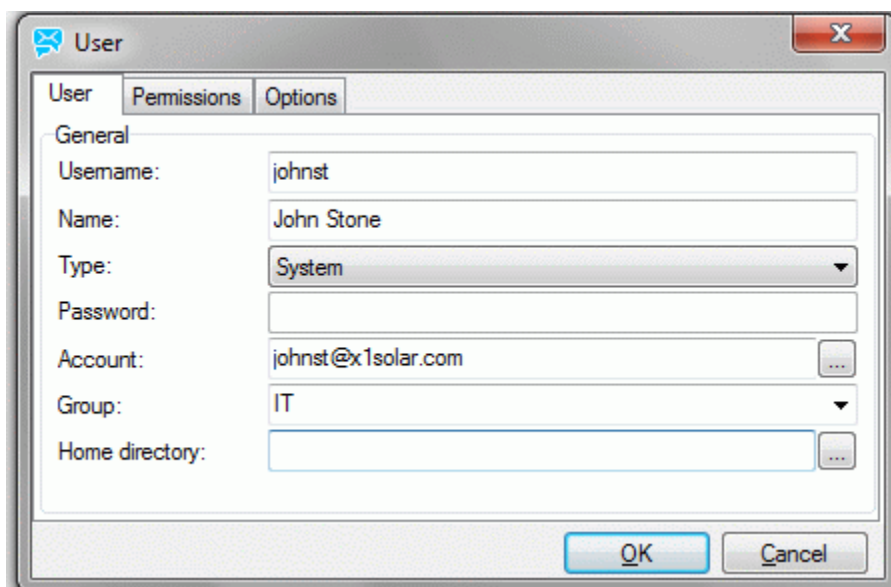 User
User Permissions Options
General
Username: johnst
Name: John Stone
Type: System
Password:
Account: johnst@x1solar.com ...
Group: IT
Home directory: ...
OK Cancel